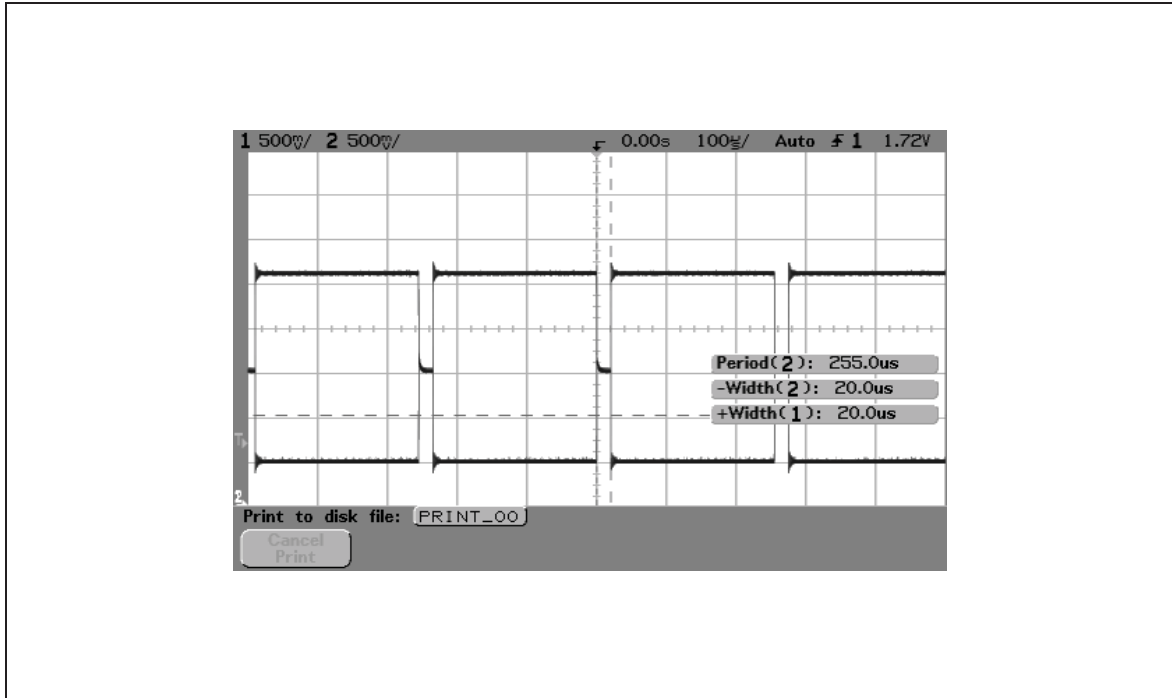 1 500mV/ 2 500mV/ 0.00s 100us/ Auto 1 1.72V
Period(2): 255.0us
-Width(2): 20.0us
+Width(1): 20.0us
T
Print to disk file: PRINT_00
Cancel
Print